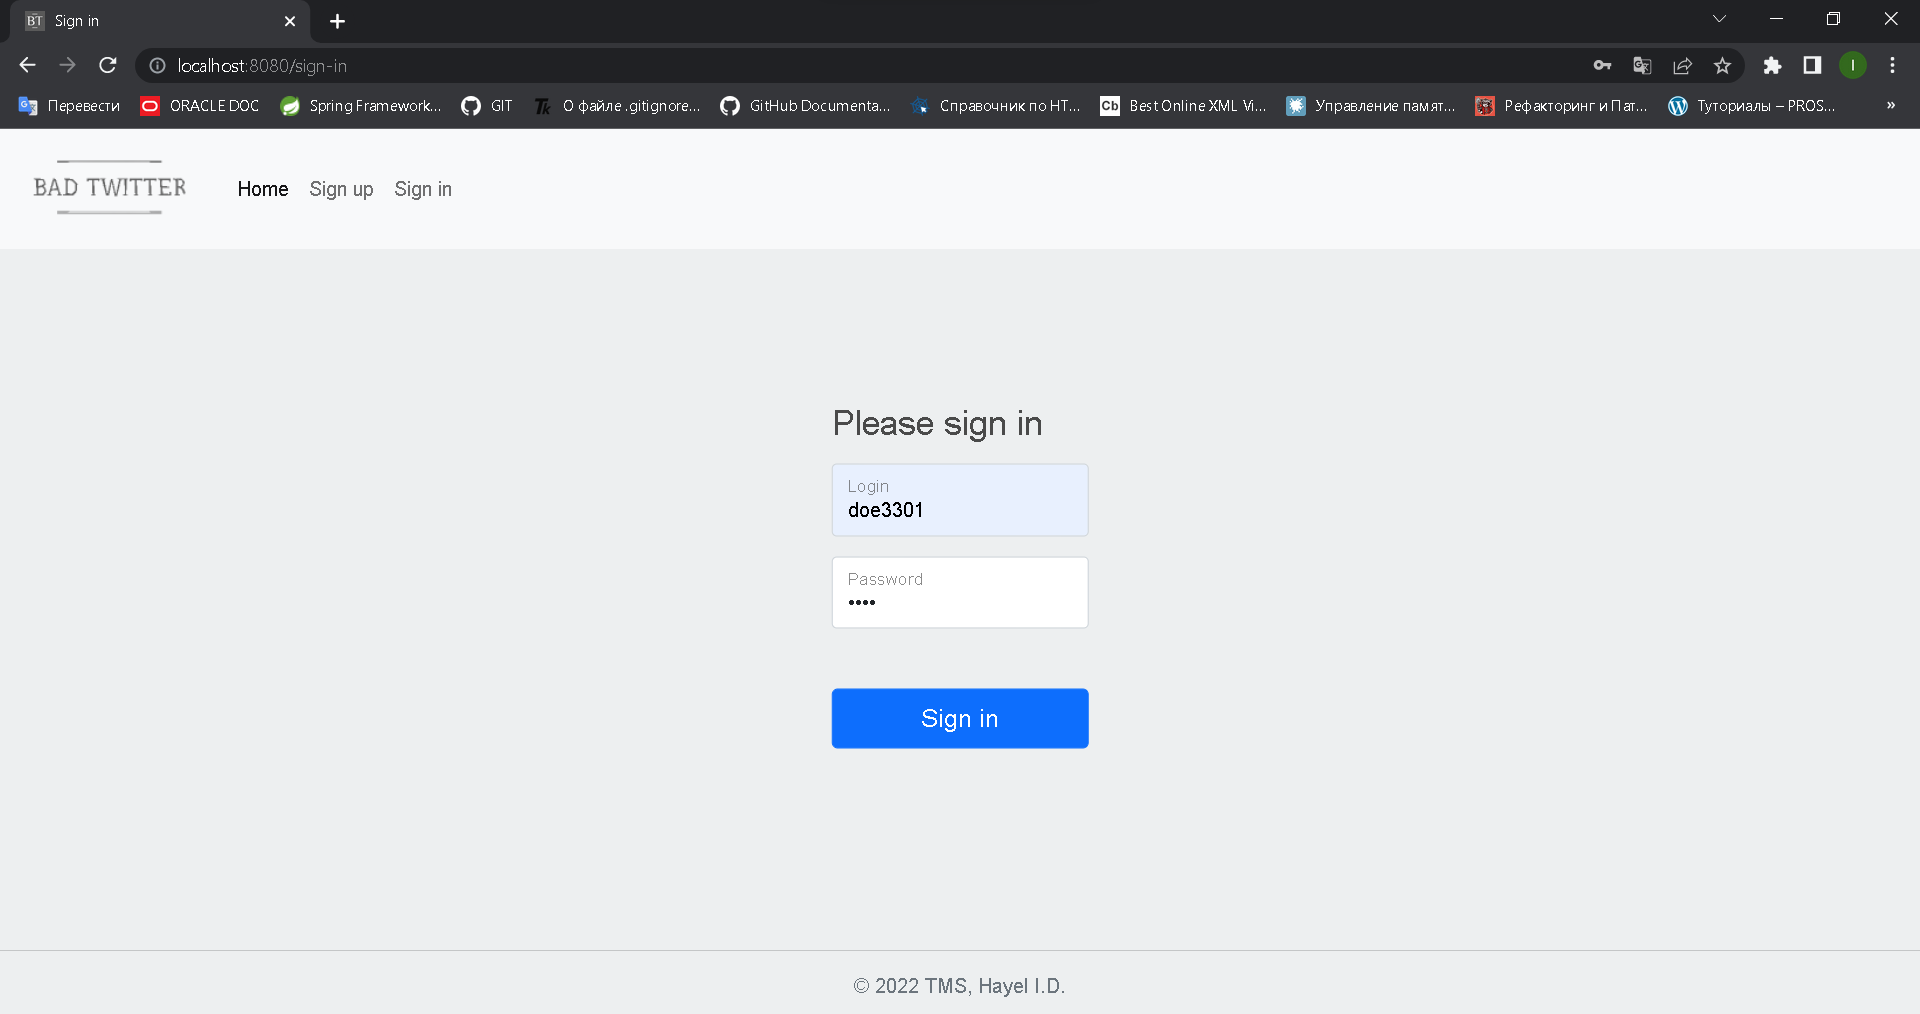 BT Sign in
localhost:8080/sign-in
I
Перевести ORACLE DOC Spring Framework... GIT Tk О файле .gitignore... GitHub Documenta... Справочник по HT... Cb Best Online XML Vi... Управление памят... Рефакторинг и Пат... Туториалы – PROS... »
BAD TWITTER
Home Sign up Sign in
Please sign in
Login
doe3301
Password
••••
Sign in
© 2022 TMS, Hayel I.D.